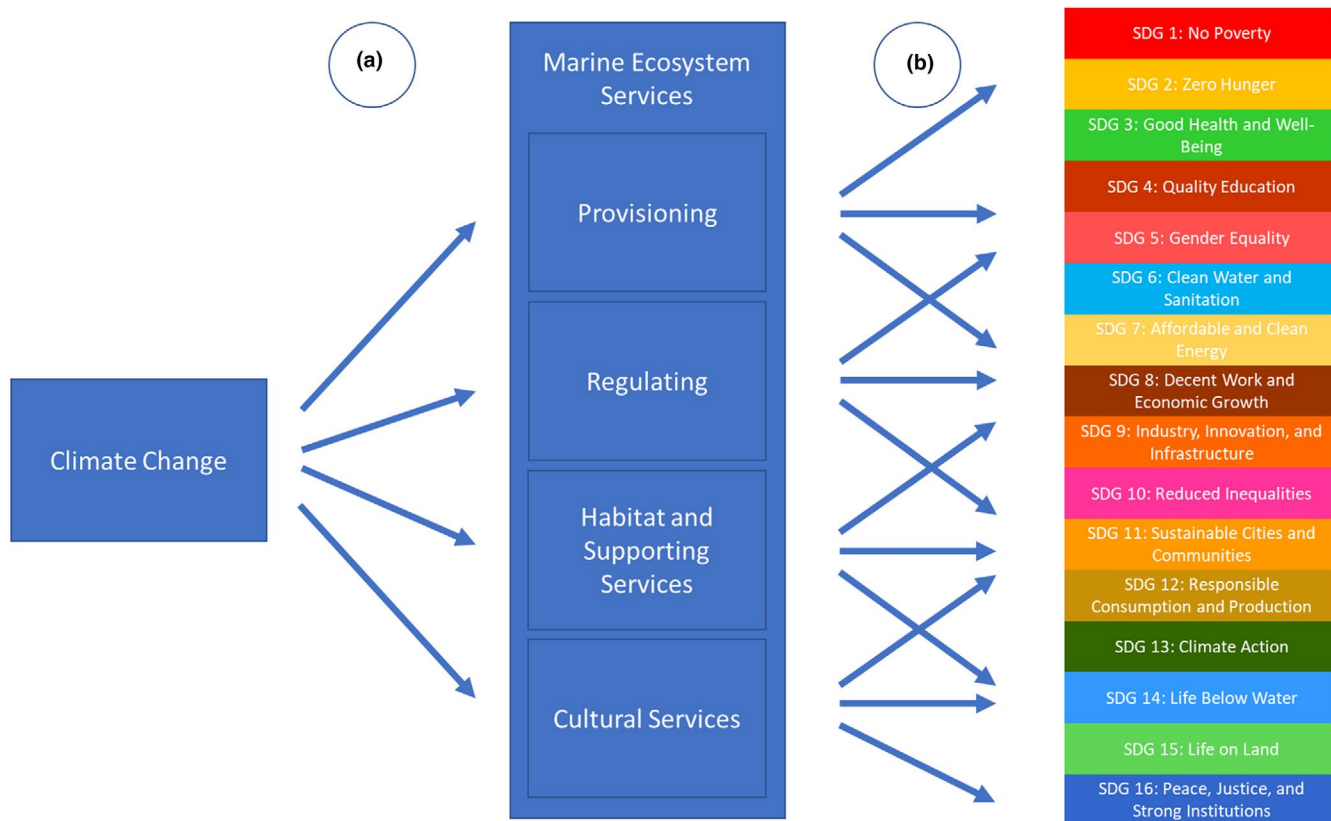 (a)
(b)
Climate Change
Marine Ecosystem
Services
Provisioning
Regulating
Habitat and
Supporting
Services
Cultural Services
SDG 1: No Poverty
SDG 2: Zero Hunger
SDG 3: Good Health and Well-
Being
SDG 4: Quality Education
SDG 5: Gender Equality
SDG 6: Clean Water and
Sanitation
SDG 7: Affordable and Clean
Energy
SDG 8: Decent Work and
Economic Growth
SDG 9: Industry, Innovation, and
Infrastructure
SDG 10: Reduced Inequalities
SDG 11: Sustainable Cities and
Communities
SDG 12: Responsible
Consumption and Production
SDG 13: Climate Action
SDG 14: Life Below Water
SDG 15: Life on Land
SDG 16: Peace, Justice, and
Strong Institutions